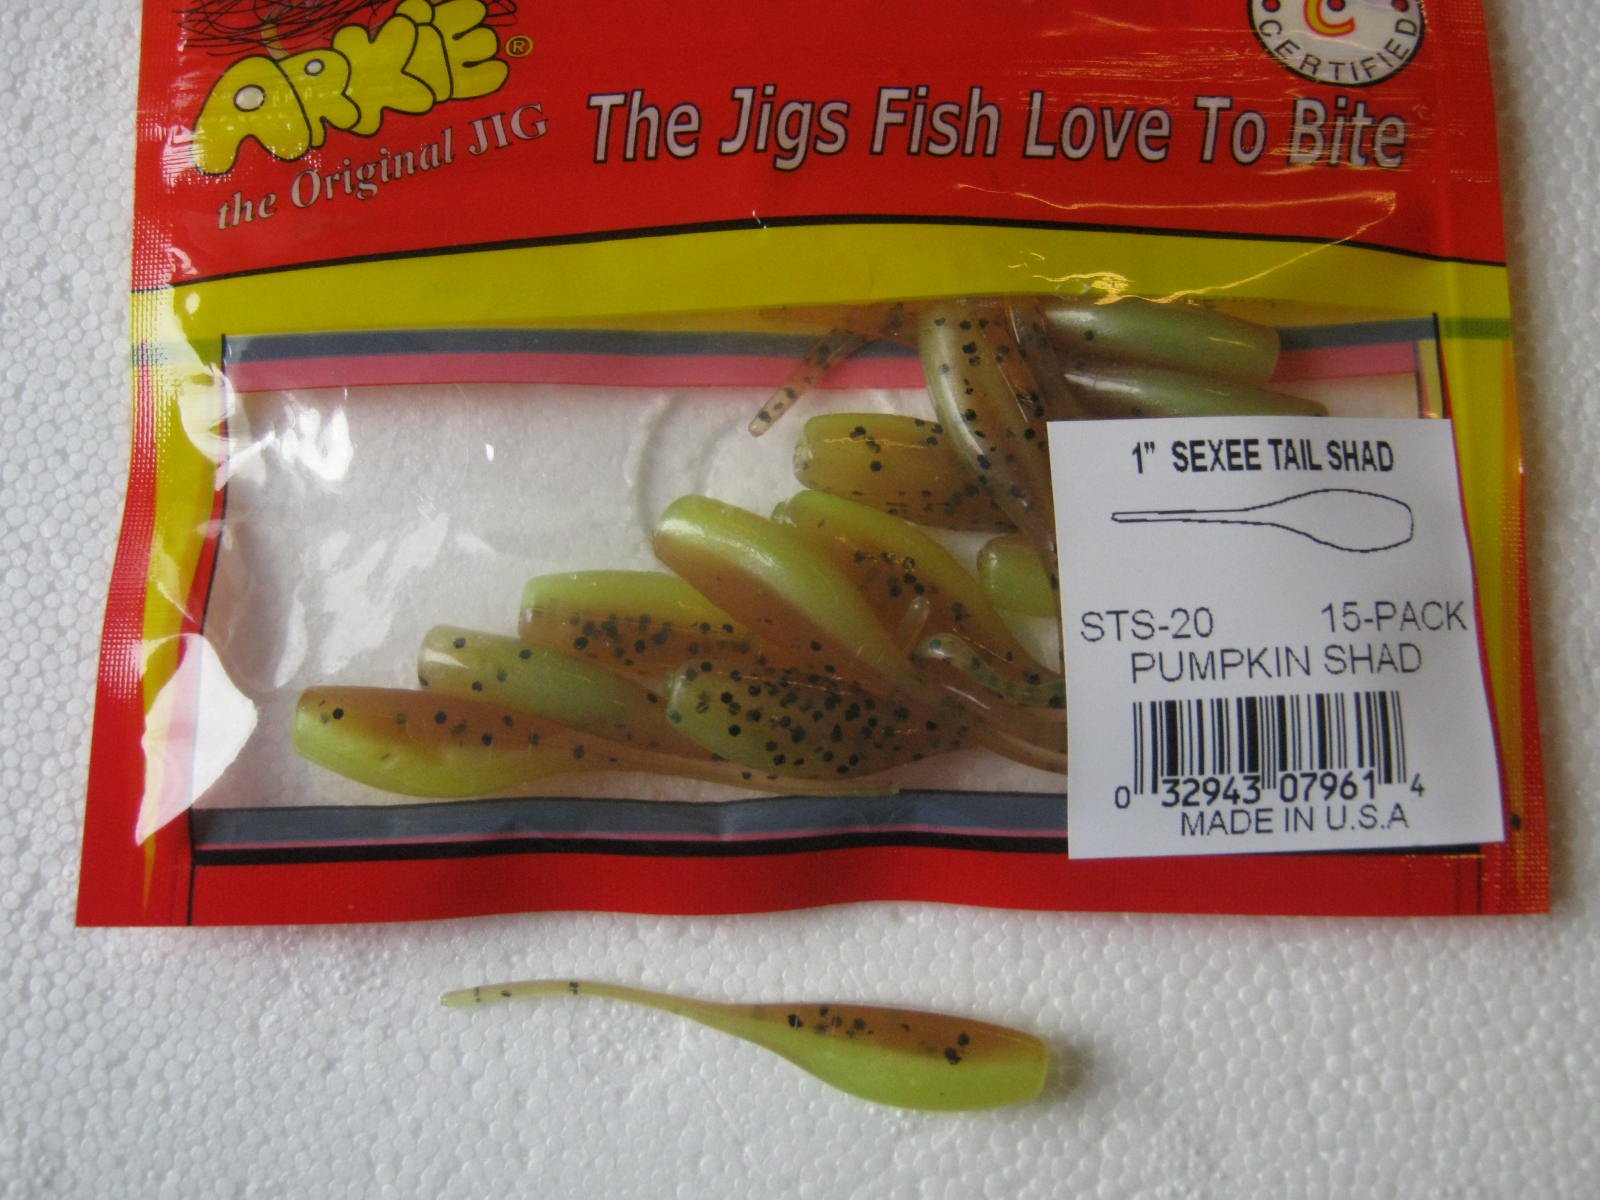 ARKIE®
the Original JIG
The Jigs Fish Love To Bite
C
CERTIFIED
1" SEXEE TAIL SHAD
STS-20 15-PACK
PUMPKIN SHAD
0 32943 07961 4
MADE IN U.S.A